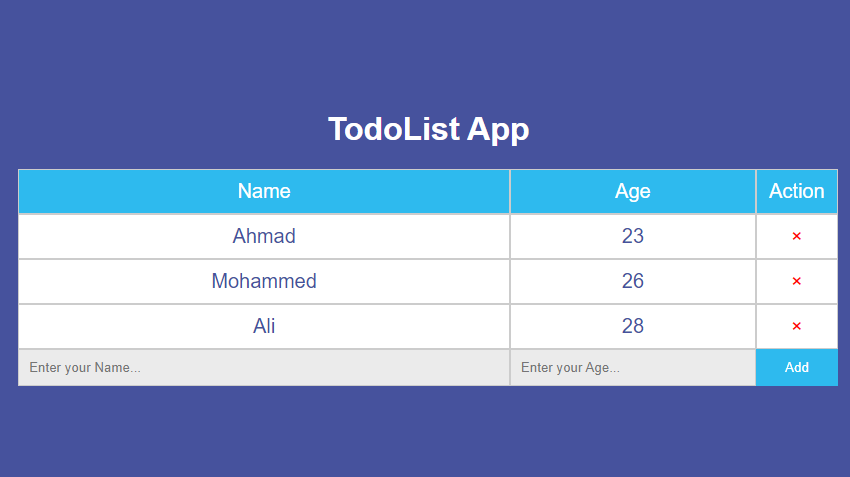 TodoList App
Name Age Action
Ahmad 23 ×
Mohammed 26 ×
Ali 28 ×
Enter your Name... Enter your Age... Add